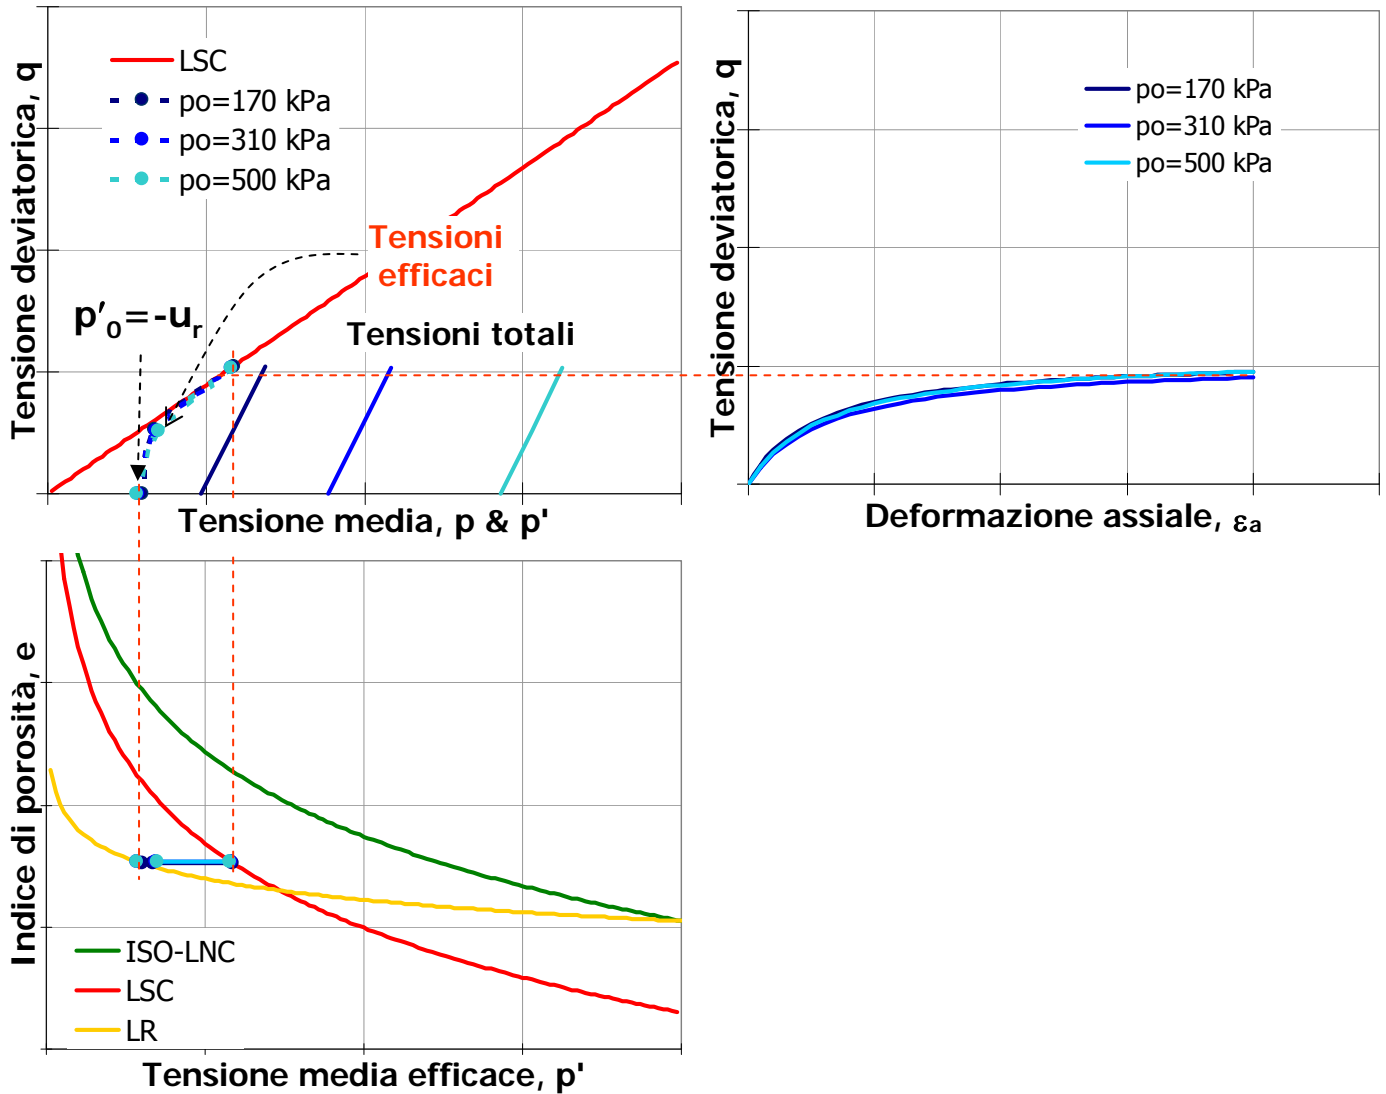 Tensione deviatorica, q
LSC
po=170 kPa
po=310 kPa
po=500 kPa
Tensioni
efficaci
p'0=-ur
Tensioni totali
Tensione media, p & p'
Tensione deviatorica, q
po=170 kPa
po=310 kPa
po=500 kPa
Deformazione assiale, εa
Indice di porosità, e
ISO-LNC
LSC
LR
Tensione media efficace, p'